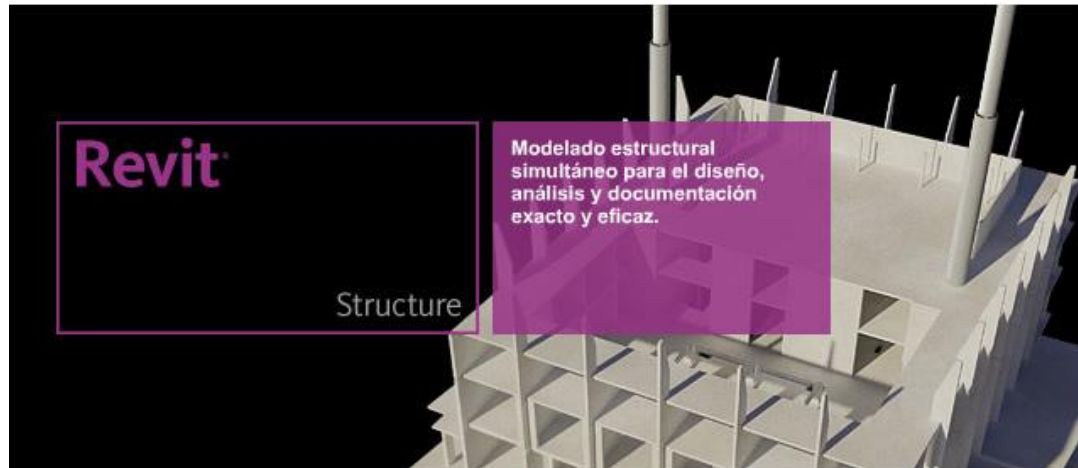 Revit
Structure
Modelado estructural
simultáneo para el diseño,
análisis y documentación
exacto y eficaz.